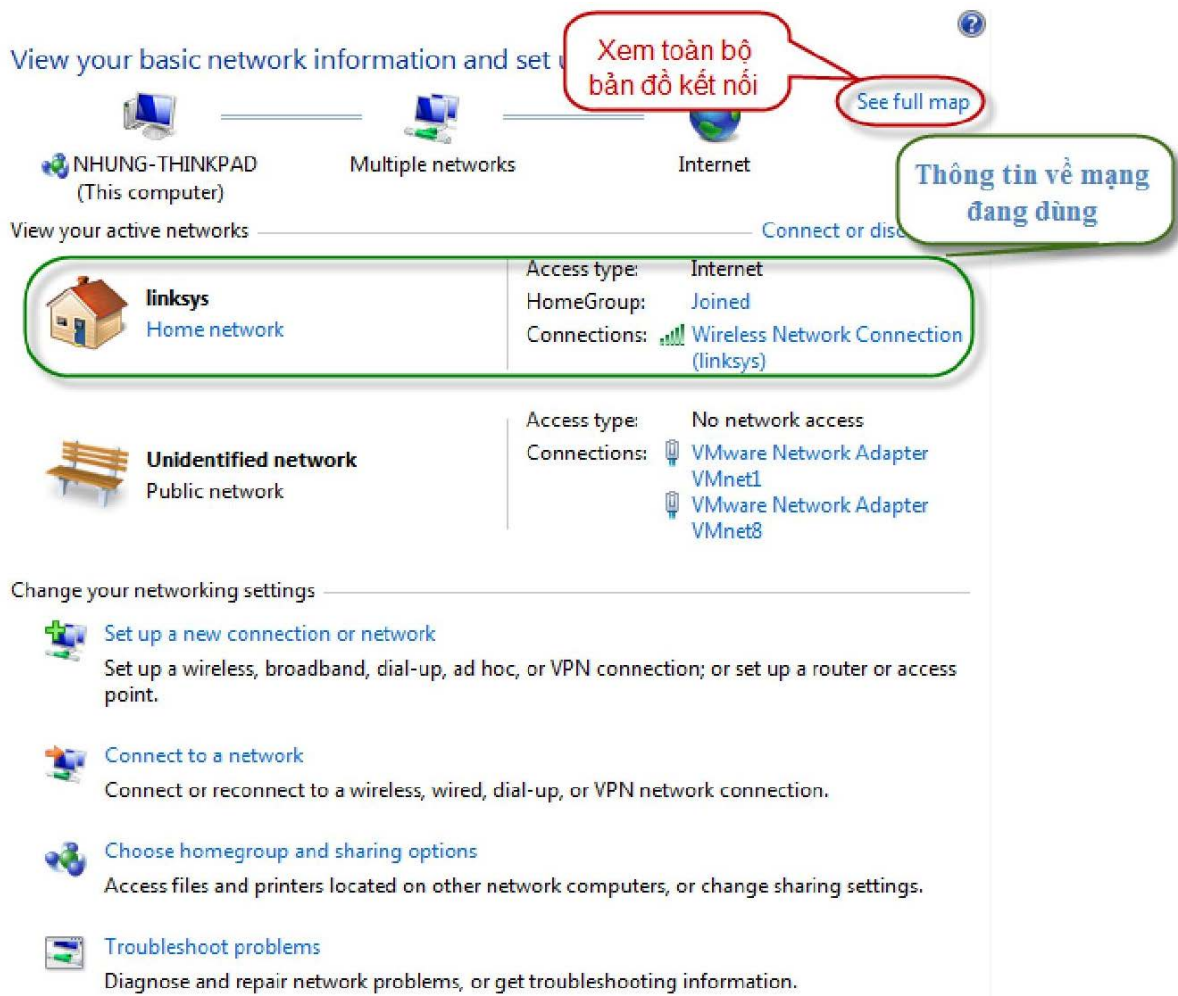 View your basic network information and set u
Xem toàn bộ
bản đồ kết nối
See full map
NHUNG-THINKPAD
(This computer)
Multiple networks
Internet
Thông tin về mạng
đang dùng
View your active networks
Connect or disc
linksys
Home network
Access type: Internet
HomeGroup: Joined
Connections: Wireless Network Connection
(linksys)
Unidentified network
Public network
Access type: No network access
Connections: VMware Network Adapter
VMnet1
VMware Network Adapter
VMnet8
Change your networking settings
Set up a new connection or network
Set up a wireless, broadband, dial-up, ad hoc, or VPN connection; or set up a router or access
point.
Connect to a network
Connect or reconnect to a wireless, wired, dial-up, or VPN network connection.
Choose homegroup and sharing options
Access files and printers located on other network computers, or change sharing settings.
Troubleshoot problems
Diagnose and repair network problems, or get troubleshooting information.